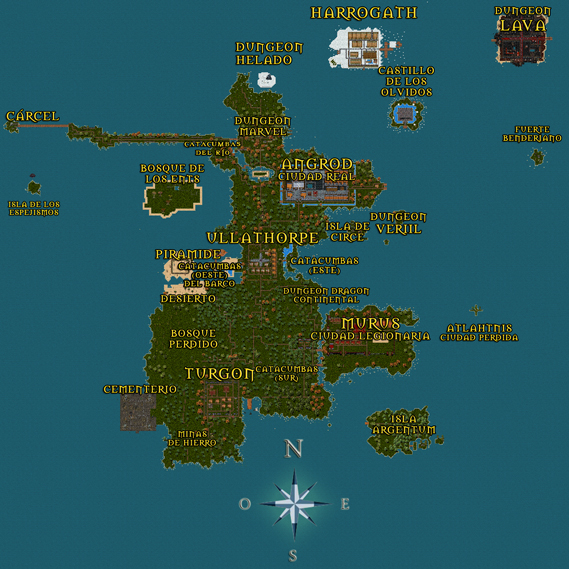 HARROGATH
DUNGEON
LAVA
DUNGEON
HELADO
CASTILLO
DE LOS
OLVIDOS
CÁRCEL
DUNGEON
MARVEL
FUERTE
BENDERIANO
CATACUMBAS
DEL RÍO
ANGROD
CIUDAD REAL
BOSQUE DE
LOS ENTS
ISLA DE LOS
ESPEJISMOS
DUNGEON
VERIL
ISLA DE
CIRCE
ULLATHORPE
PIRAMIDE
CATACUMBAS
(OESTE)
DEL BARCO
CATACUMBAS
(ESTE)
DESIERTO
DUNGEON DRAGON
CONTINENTAL
MURUS
CIUDAD LEGIONARIA
ATLAHTNIS
CIUDAD PERDIDA
BOSQUE
PERDIDO
TURGON
CATACUMBAS
(SUR)
CEMENTERIO
ISLA
ARGENTUM
MINAS
DE HIERRO
N
O
E
S